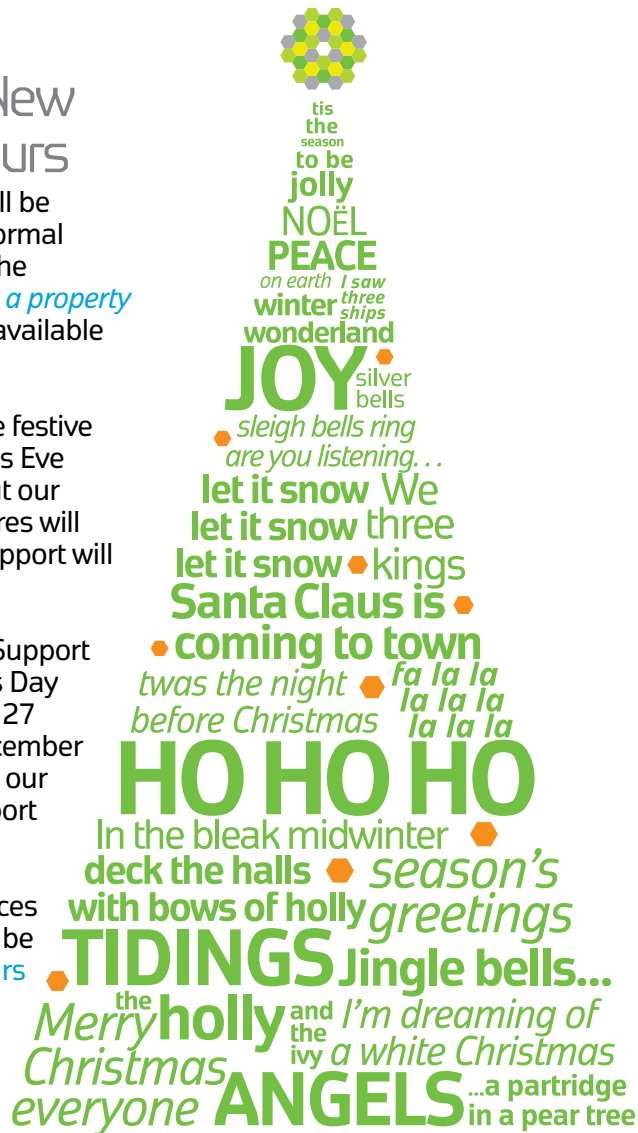 New
urs
ll be
ormal
he
a property
available
e festive
s Eve
ut our
res will
pport will
Support
s Day
27
cember
our
ort
ces
be
rs
tis
the
season
to be
jolly
NOËL
PEACE
on earth I saw
winter three
ships
wonderland
JOY
silver
bells
sleigh bells ring
are you listening...
let it snow We
let it snow three
let it snow kings
Santa Claus is
coming to town
twas the night fa la la
la la la
before Christmas la la la
HO HO HO
In the bleak midwinter
deck the halls season's
with bows of holly greetings
TIDINGS Jingle bells...
Merry the holly and the ivy I'm dreaming of
Christmas a white Christmas
everyone ANGELS ...a partridge
in a pear tree